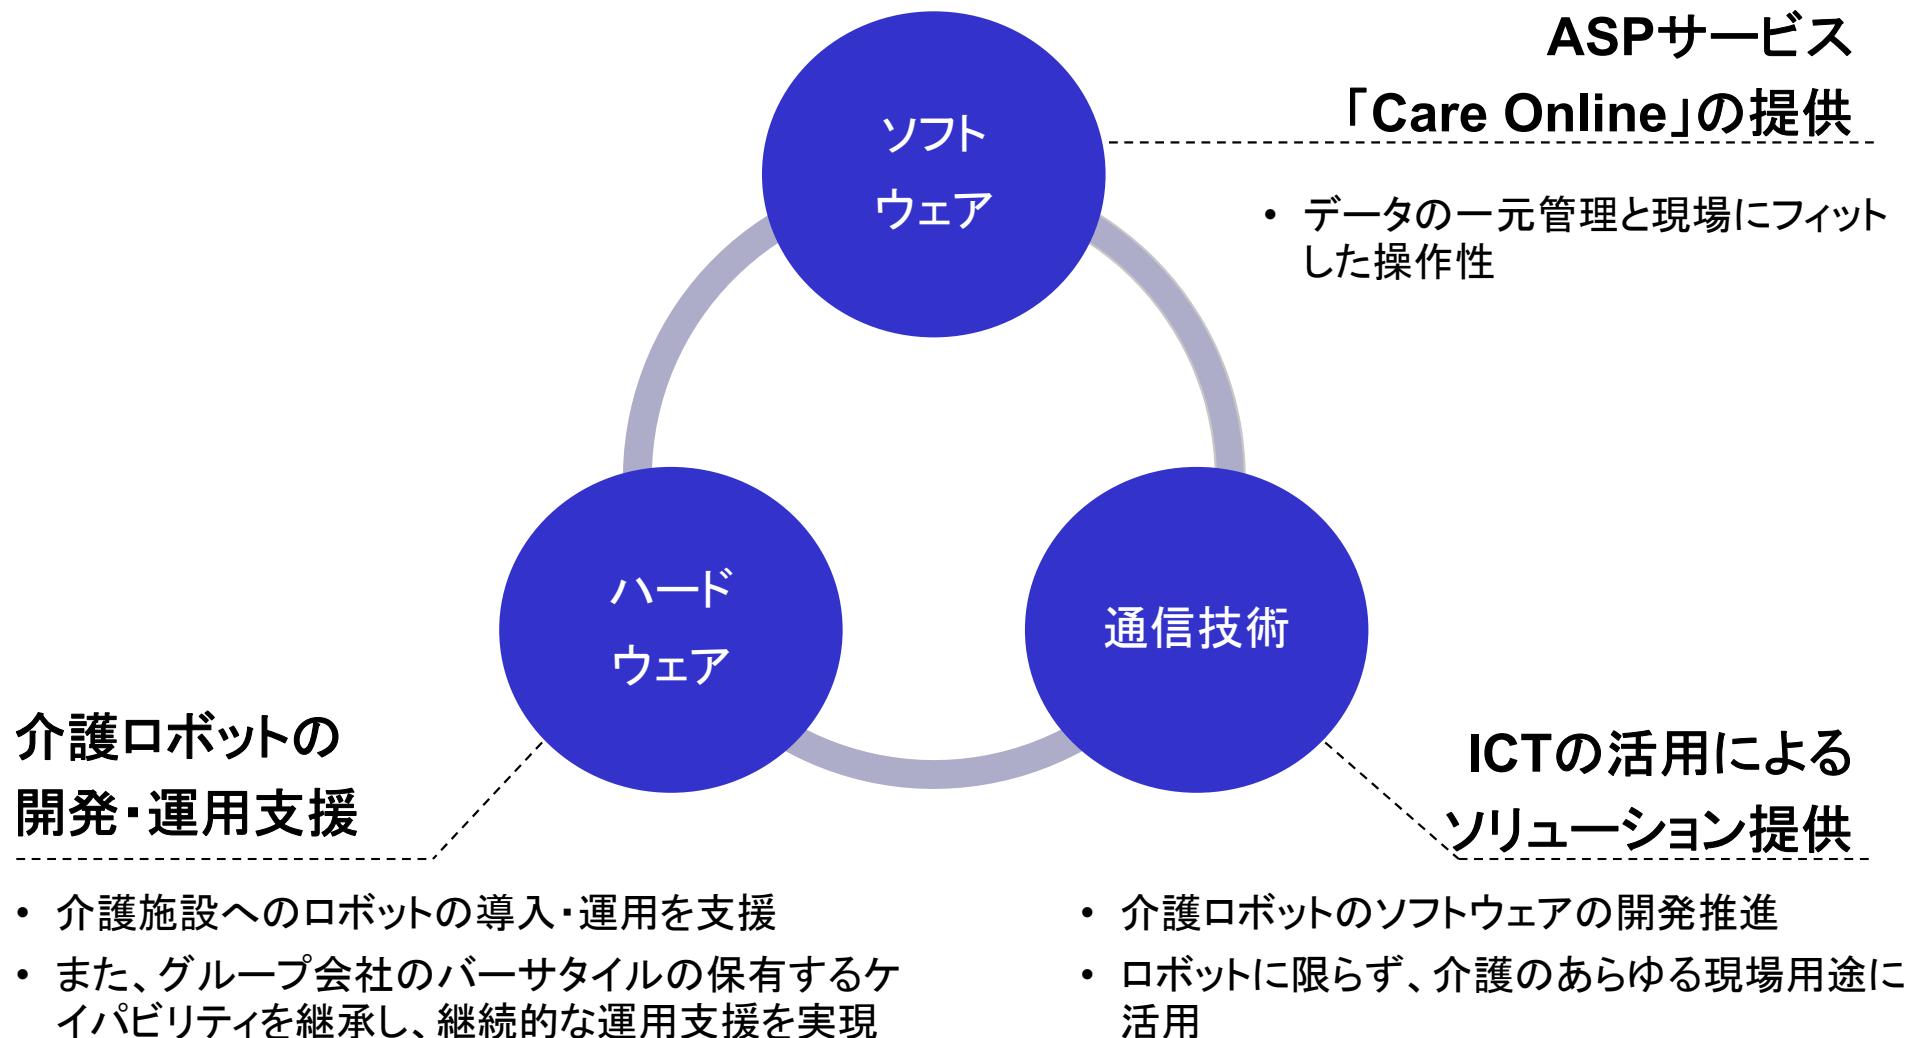 ASPサービス
「Care Online」の提供
ソフト
ウェア
• データの一元管理と現場にフィット
した操作性
ハード
ウェア
通信技術
介護ロボットの
開発・運用支援
• 介護施設へのロボットの導入・運用を支援
• また、グループ会社のバーサタイルの保有するケ
イパビリティを継承し、継続的な運用支援を実現
ICTの活用による
ソリューション提供
• 介護ロボットのソフトウェアの開発推進
• ロボットに限らず、介護のあらゆる現場用途に
活用